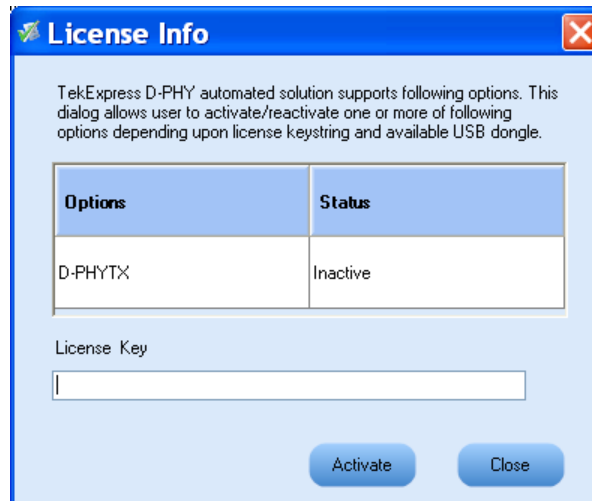 License Info
TekExpress D-PHY automated solution supports following options. This
dialog allows user to activate/reactivate one or more of following
options depending upon license keystring and available USB dongle.
Options Status
D-PHYTX Inactive
License Key
Activate Close